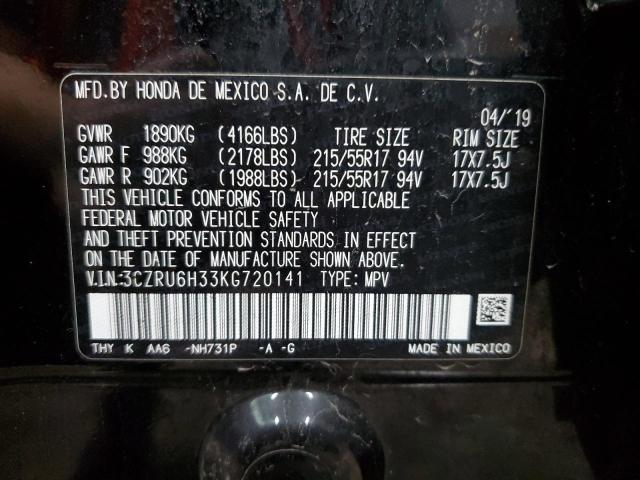 MFD.BY HONDA DE MEXICO S.A. DE C.V.
04/'19
GVWR 1890KG (4166LBS) TIRE SIZE RIM SIZE
GAWR F 988KG (2178LBS) 215/55R17 94V 17X7.5J
GAWR R 902KG (1988LBS) 215/55R17 94V 17X7.5J
THIS VEHICLE CONFORMS TO ALL APPLICABLE
FEDERAL MOTOR VEHICLE SAFETY
AND THEFT PREVENTION STANDARDS IN EFFECT
ON THE DATE OF MANUFACTURE SHOWN ABOVE.
V.I.N:3CZRU6H33KG720141 TYPE: MPV
THY K AA6 -NH731P -A -G MADE IN MEXICO